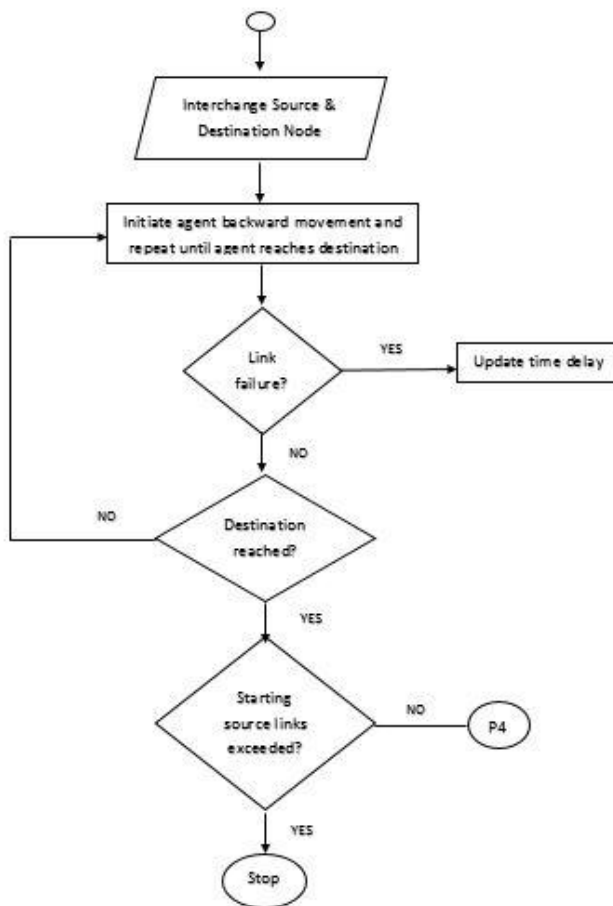 Interchange Source &
Destination Node
Initiate agent backward movement and
repeat until agent reaches destination
Link
failure?
YES
Update time delay
NO
NO
Destination
reached?
YES
Starting
source links
exceeded?
NO
P4
YES
Stop